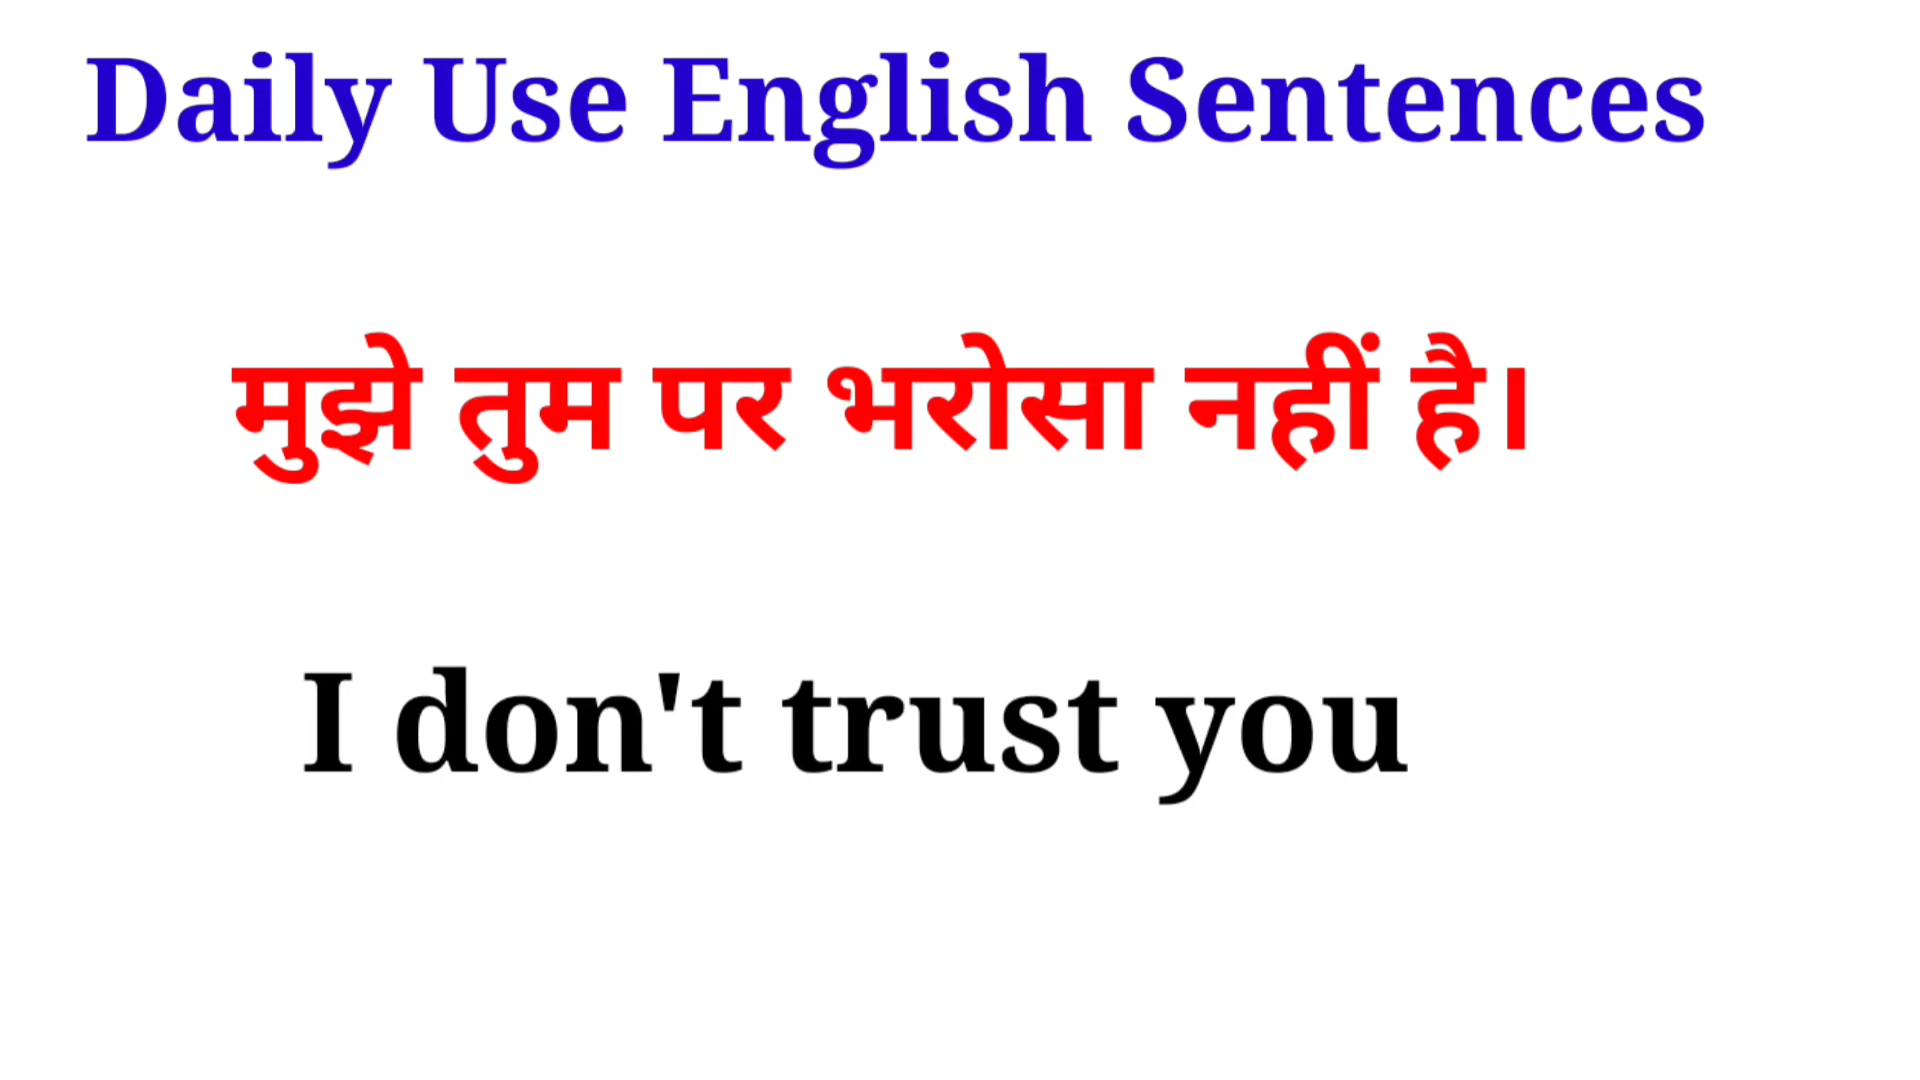 Daily Use English Sentences
मुझे तुम पर भरोसा नहीं है।
I don't trust you